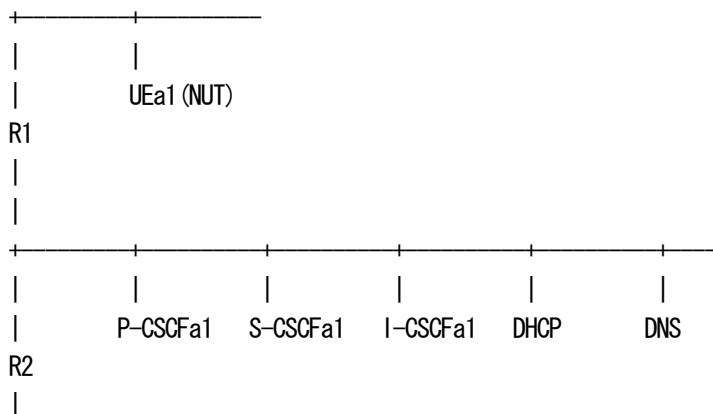 UEa1(NUT)
R1
P-CSCFa1 S-CSCFa1 I-CSCFa1 DHCP DNS
R2